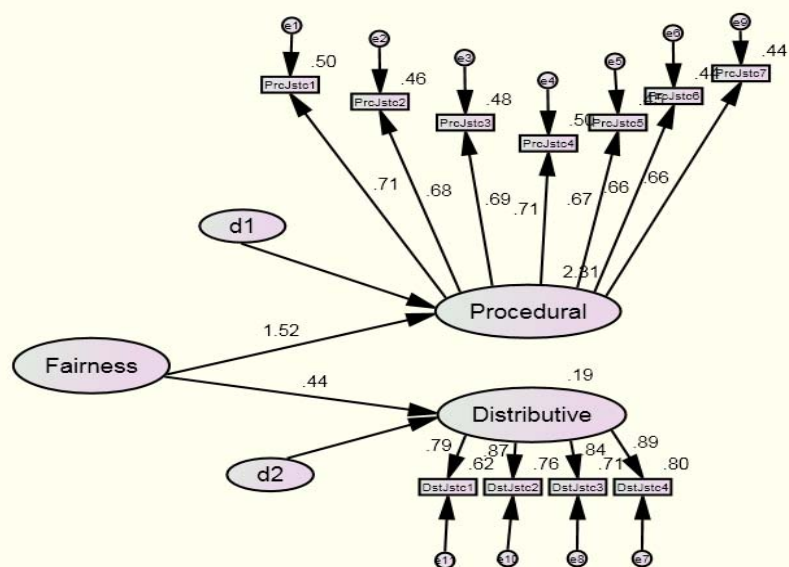 e1
e2
e3
e4
e5
e6
e9
.50
.46
.48
.50
.44
.44
PrcJstc1
PrcJstc2
PrcJstc3
PrcJstc4
PrcJstc5
PrcJstc6
PrcJstc7
.71
.68
.69
.71
.67
.66
.66
d1
2.31
Procedural
1.52
Fairness
.44
.19
Distributive
d2
.79
.87
.84
.89
.62
.76
.71
.80
DstJstc1
DstJstc2
DstJstc3
DstJstc4
e11
e10
e8
e7